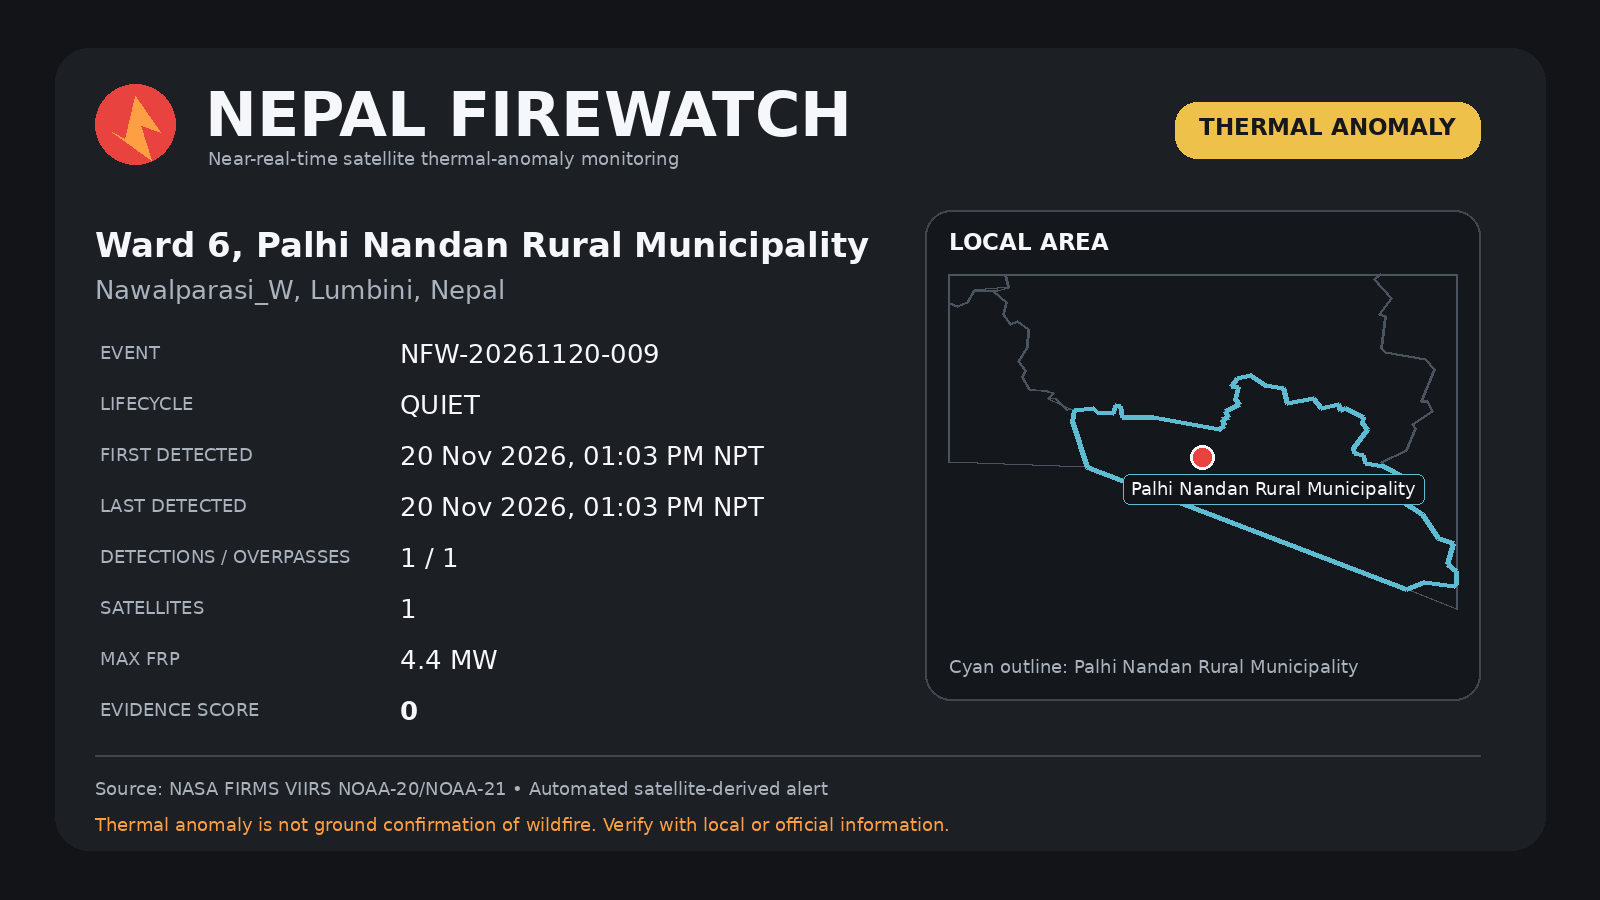 NEPAL FIREWATCH
Near-real-time satellite thermal-anomaly monitoring
THERMAL ANOMALY
Ward 6, Palhi Nandan Rural Municipality
Nawalparasi_W, Lumbini, Nepal
EVENT NFW-20261120-009
LIFECYCLE QUIET
FIRST DETECTED 20 Nov 2026, 01:03 PM NPT
LAST DETECTED 20 Nov 2026, 01:03 PM NPT
DETECTIONS / OVERPASSES 1 / 1
SATELLITES 1
MAX FRP 4.4 MW
EVIDENCE SCORE 0
LOCAL AREA
Palhi Nandan Rural Municipality
Cyan outline: Palhi Nandan Rural Municipality
Source: NASA FIRMS VIIRS NOAA-20/NOAA-21 • Automated satellite-derived alert
Thermal anomaly is not ground confirmation of wildfire. Verify with local or official information.